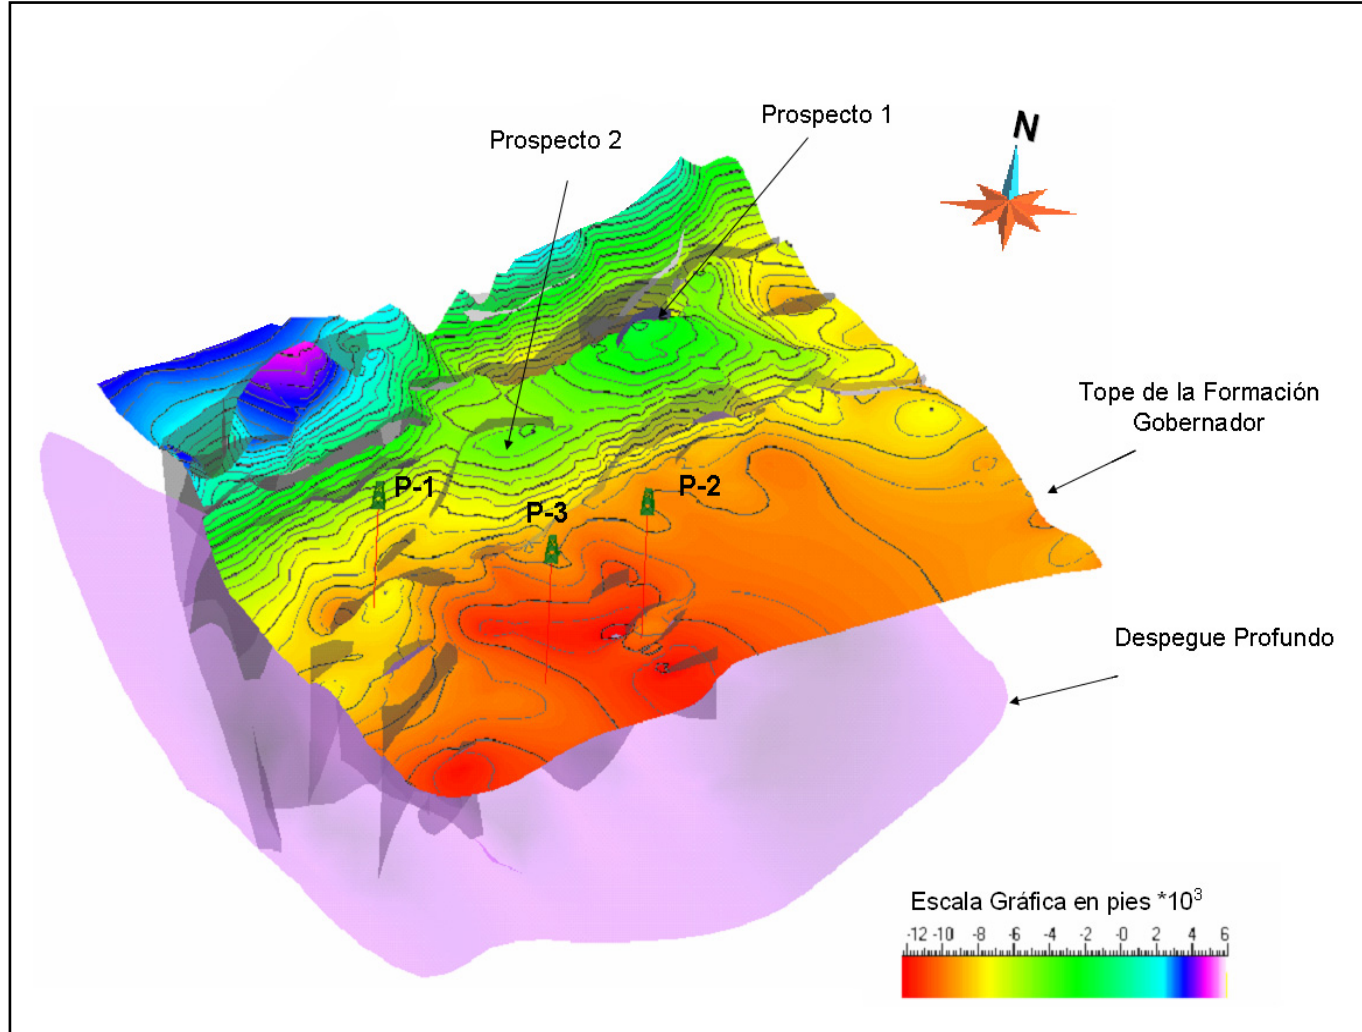 Prospecto 1
N
Prospecto 2
Tope de la Formación
Gobernador
P-1
P-2
P-3
Despegue Profundo
Escala Gráfica en pies *10³
-12 -10 -8 -6 -4 -2 -0 2 4 6